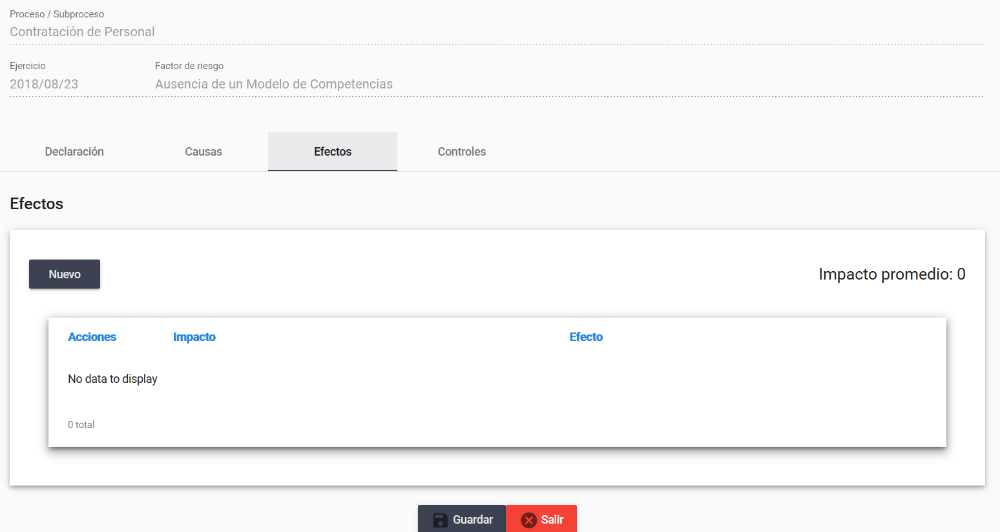 Proceso / Subproceso
Contratación de Personal
Ejercicio Factor de riesgo
2018/08/23 Ausencia de un Modelo de Competencias
Declaración Causas Efectos Controles
Efectos
Nuevo Impacto promedio: 0
Acciones Impacto Efecto
No data to display
0 total
Guardar Salir